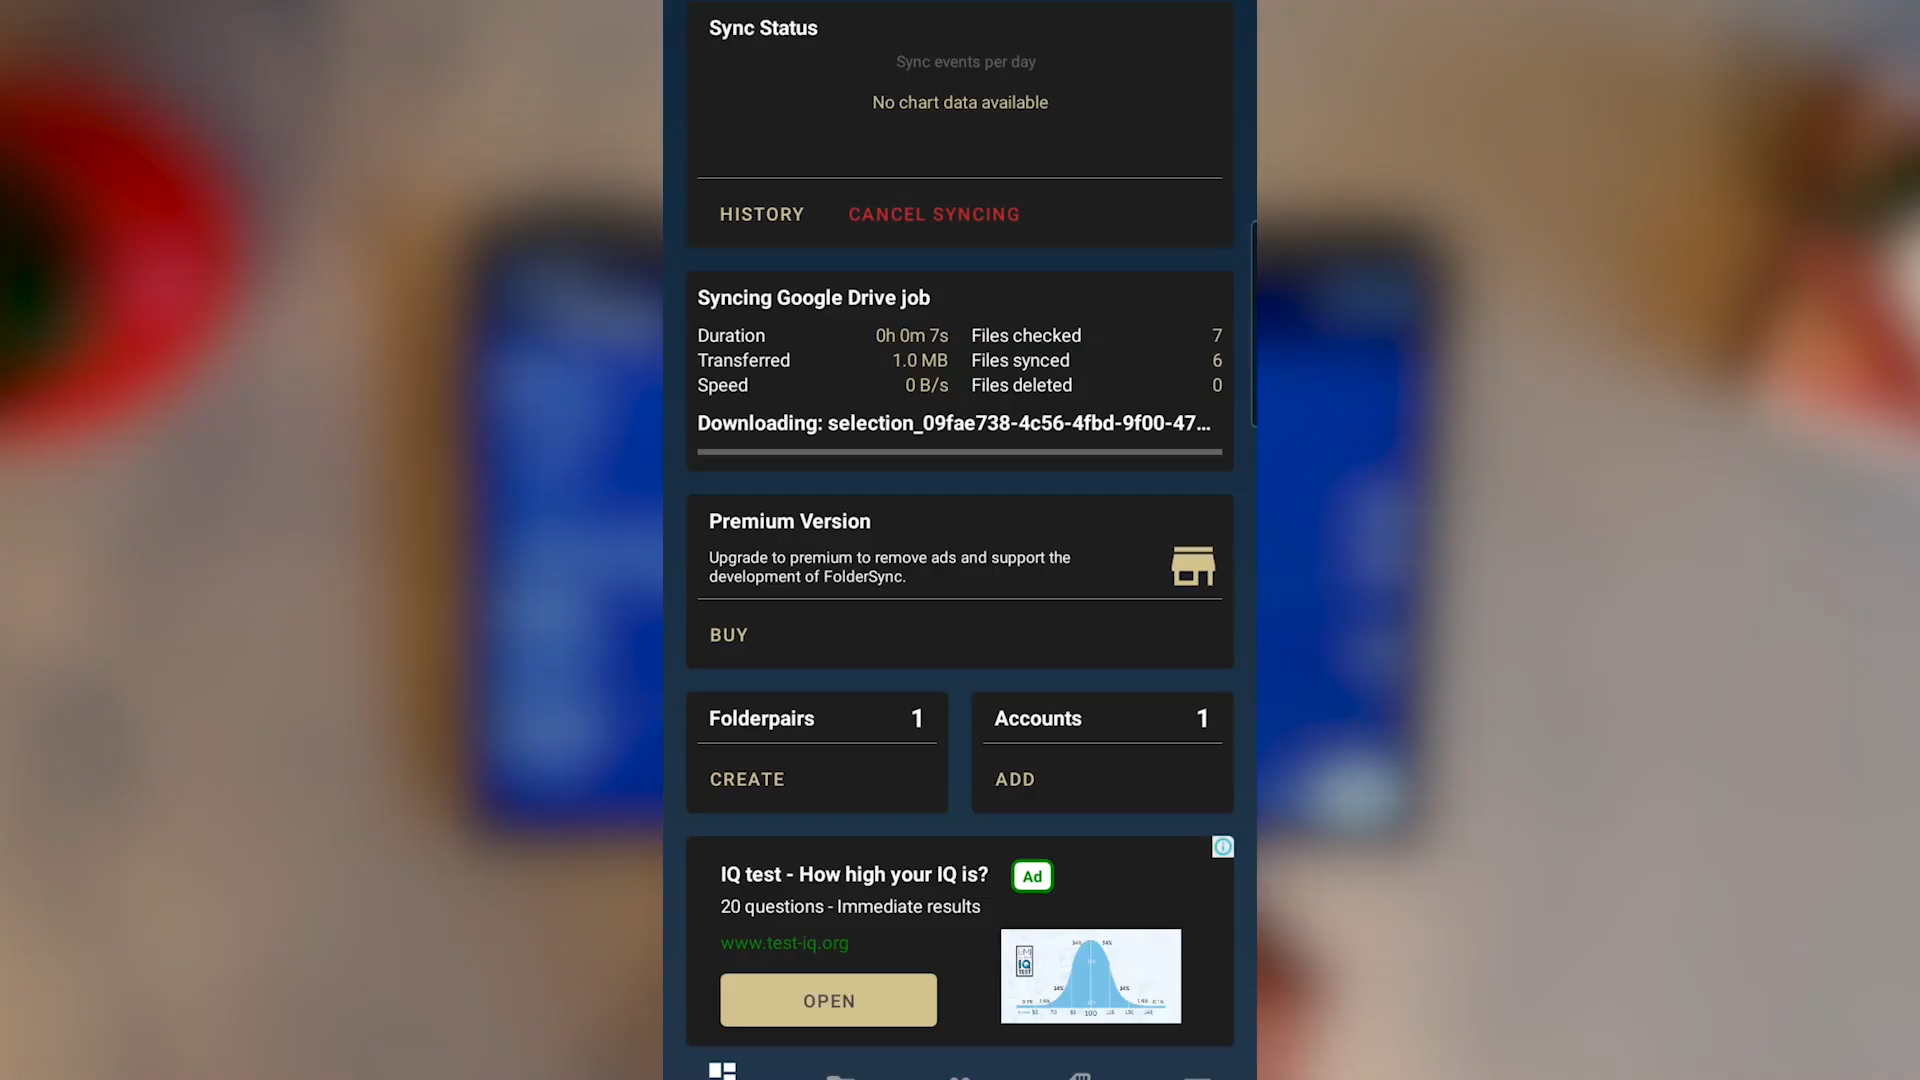 Sync Status
Sync events per day
No chart data available
HISTORY CANCEL SYNCING
Syncing Google Drive job
Duration 0h 0m 7s Files checked 7
Transferred 1.0 MB Files synced 6
Speed 0 B/s Files deleted 0
Downloading: selection_09fae738-4c56-4fbd-9f00-47...
Premium Version
Upgrade to premium to remove ads and support the
development of FolderSync.
BUY
Folderpairs 1 Accounts 1
CREATE ADD
IQ test - How high your IQ is? Ad
20 questions - Immediate results
www.test-iq.org
OPEN
IQ
TEST
100